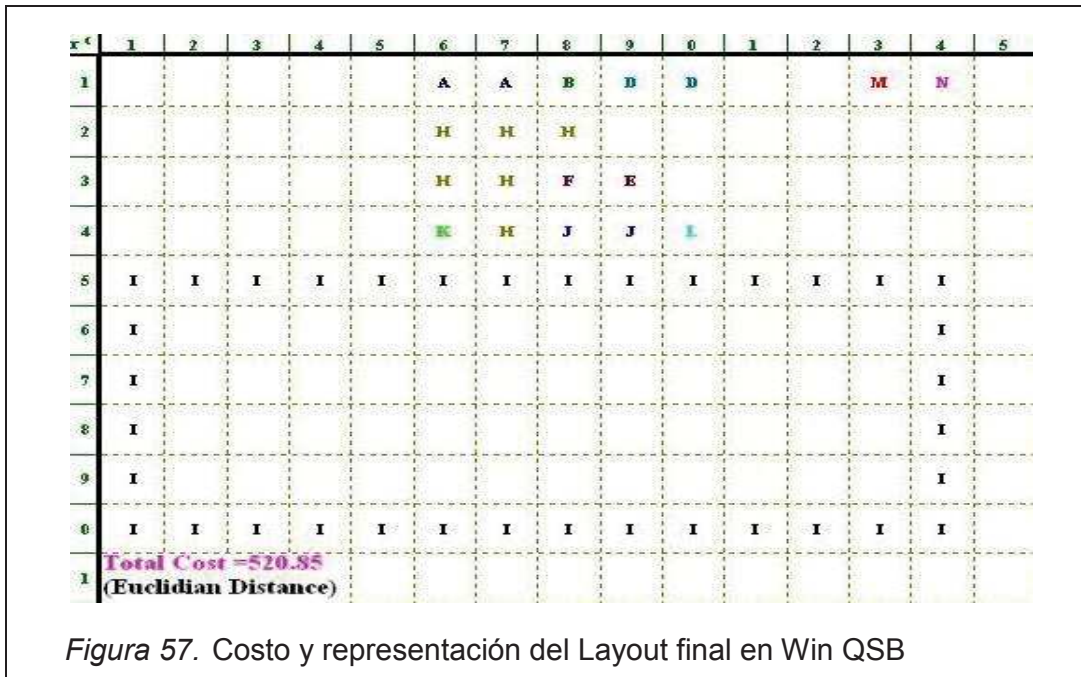 r c 1 2 3 4 5 6 7 8 9 0 1 2 3 4 5
1 A A B D D M N
2 H H H
3 H H F E
4 K H J J L
5 I I I I I I I I I I I I I I
6 I I
7 I I
8 I I
9 I I
0 I I I I I I I I I I I I I I
Total Cost =520.85
1 (Euclidian Distance)
Figura 57. Costo y representación del Layout final en Win QSB